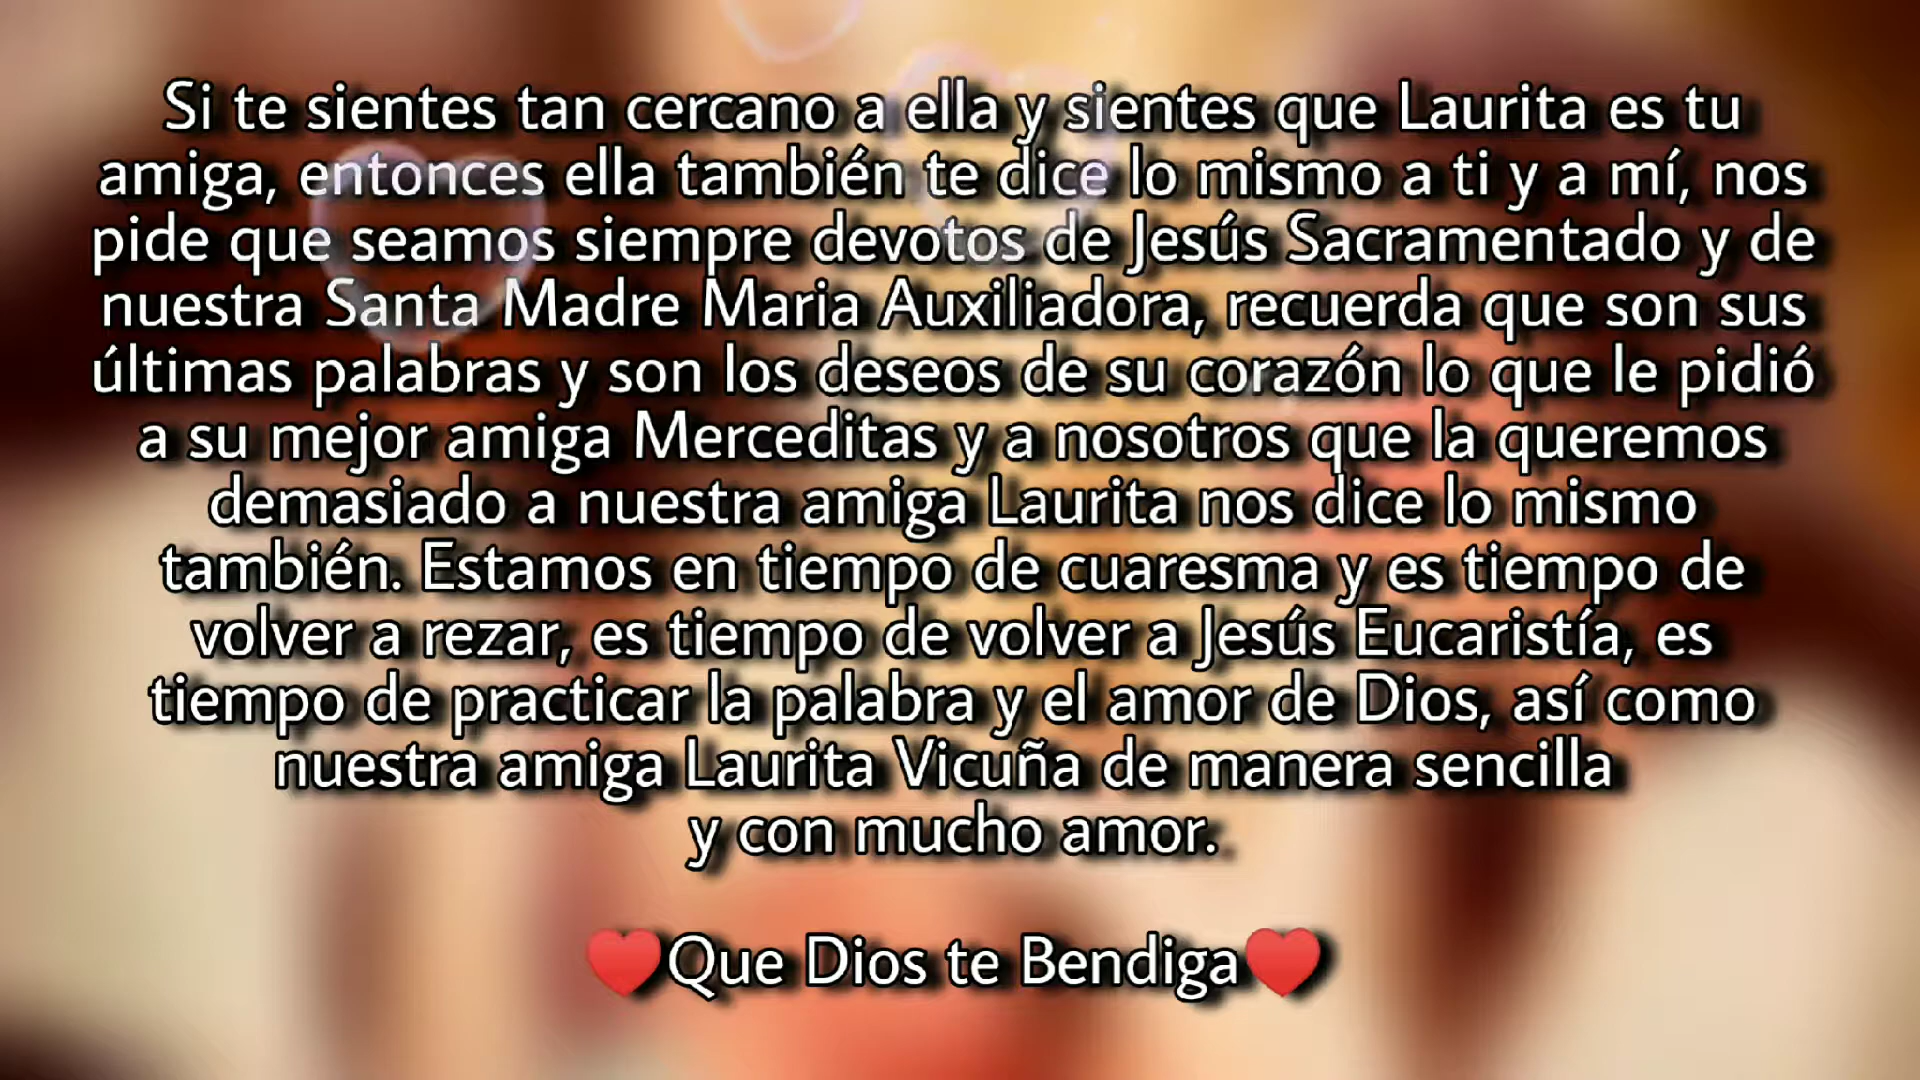 Si te sientes tan cercano a ella y sientes que Laurita es tu
amiga, entonces ella también te dice lo mismo a ti y a mí, nos
pide que seamos siempre devotos de Jesús Sacramentado y de
nuestra Santa Madre Maria Auxiliadora, recuerda que son sus
últimas palabras y son los deseos de su corazón lo que le pidió
a su mejor amiga Merceditas y a nosotros que la queremos
demasiado a nuestra amiga Laurita nos dice lo mismo
también. Estamos en tiempo de cuaresma y es tiempo de
volver a rezar, es tiempo de volver a Jesús Eucaristía, es
tiempo de practicar la palabra y el amor de Dios, así como
nuestra amiga Laurita Vicuña de manera sencilla
y con mucho amor.
♥Que Dios te Bendiga♥